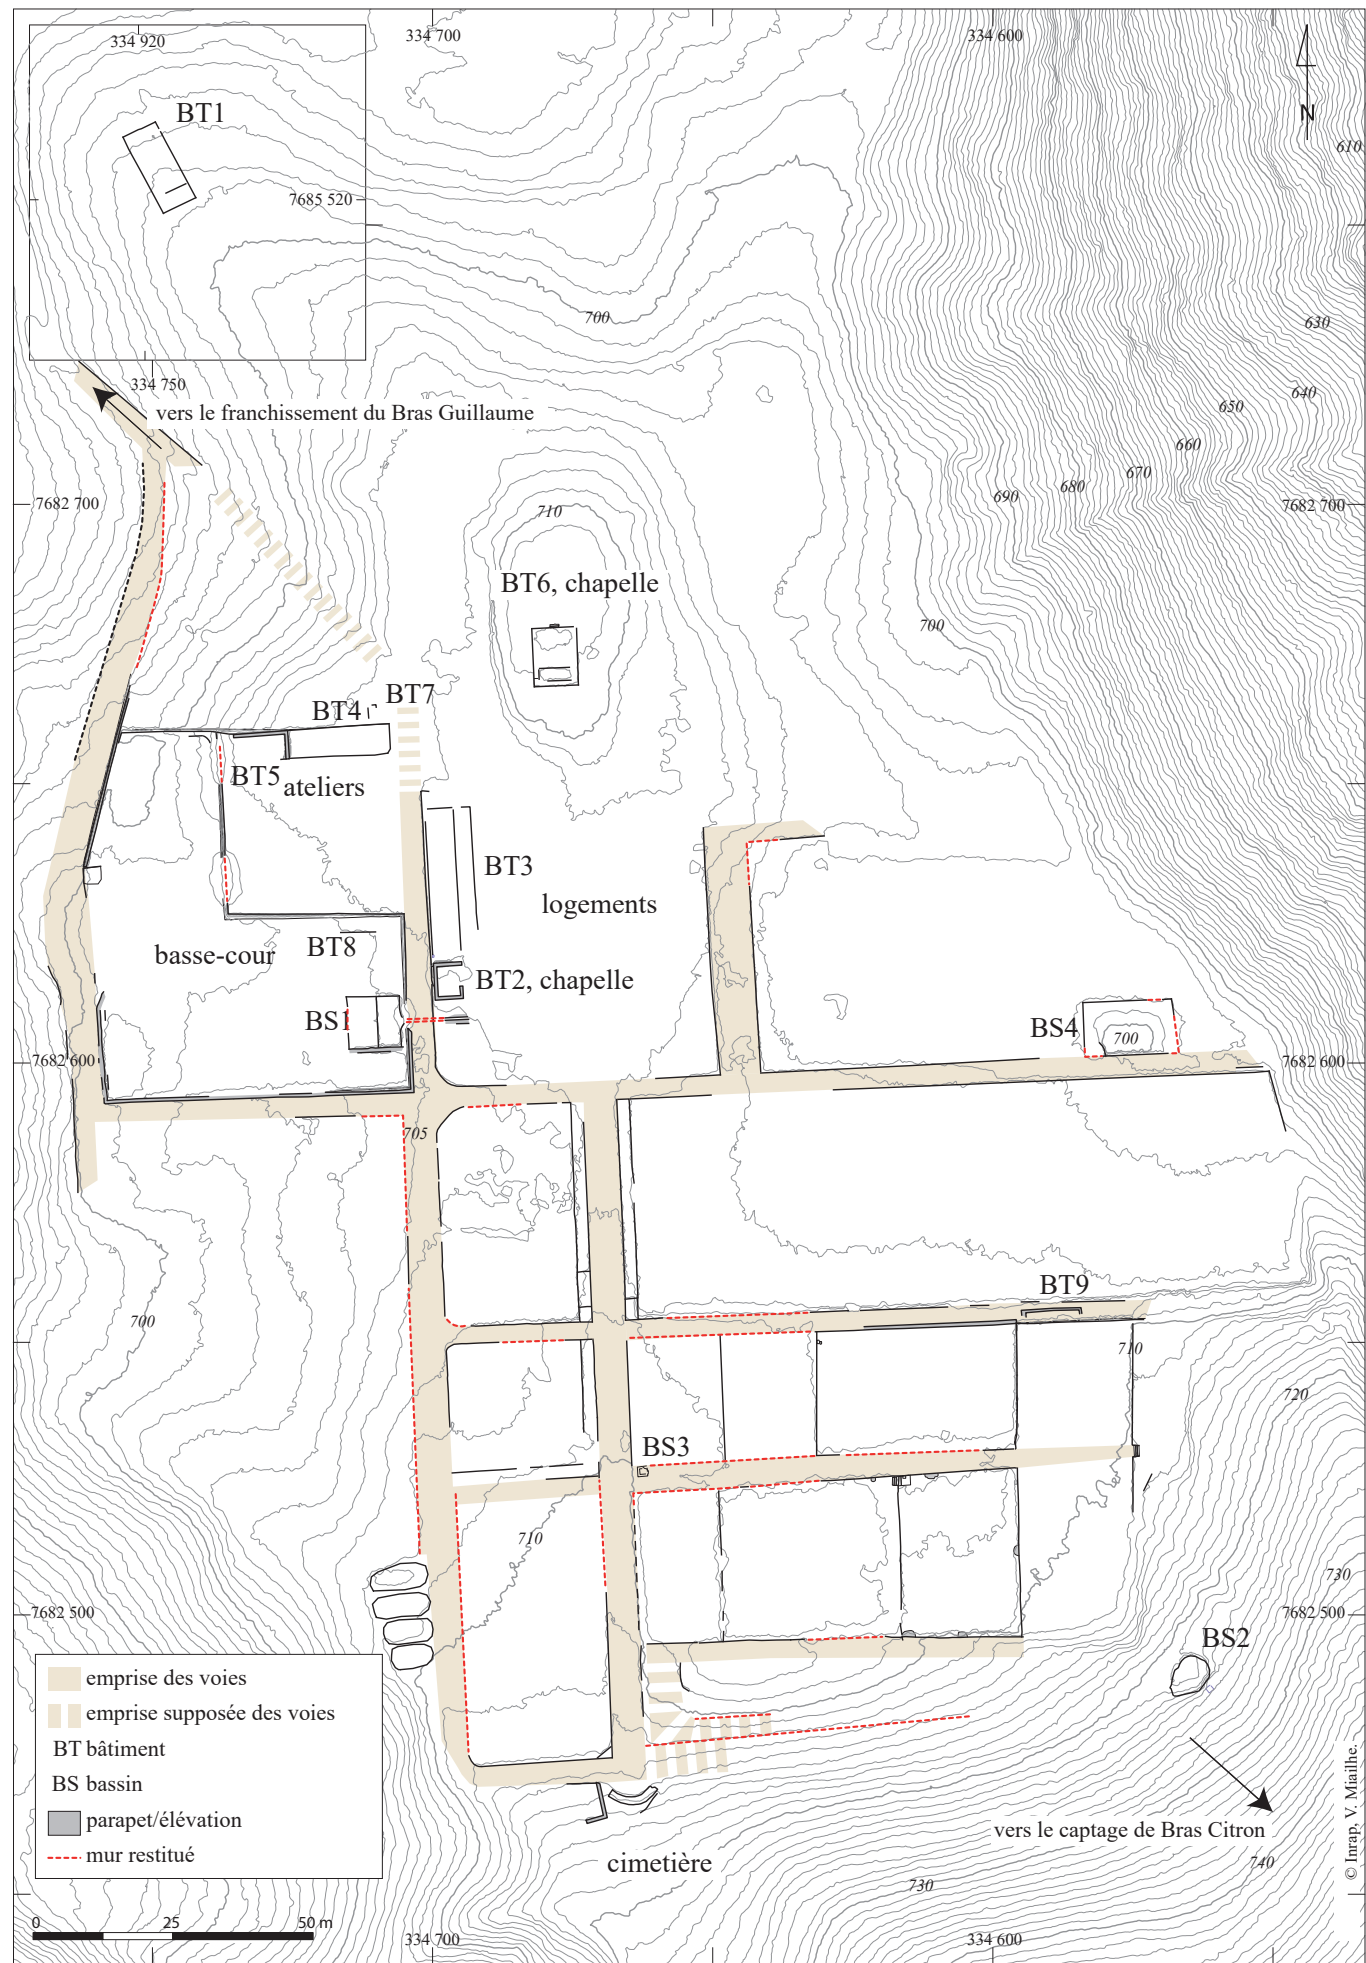 334 920
334 700
334 600
N
BT1
610
7685 520
700
630
334 750
640
vers le franchissement du Bras Guillaume
650
660
670
680
690
7682 700
7682 700
710
BT6, chapelle
700
BT7
BT4
BT5
ateliers
BT3
logements
basse-cour
BT8
BT2, chapelle
BS1
BS4
700
7682 600
7682 600
705
BT9
700
710
720
BS3
710
730
7682 500
7682 500
BS2
emprise des voies
emprise supposée des voies
BT bâtiment
BS bassin
parapet/élévation
mur restitué
vers le captage de Bras Citron
cimetière
740
730
© Inrap, V. Miailhe.
0 25 50 m
334 700
334 600